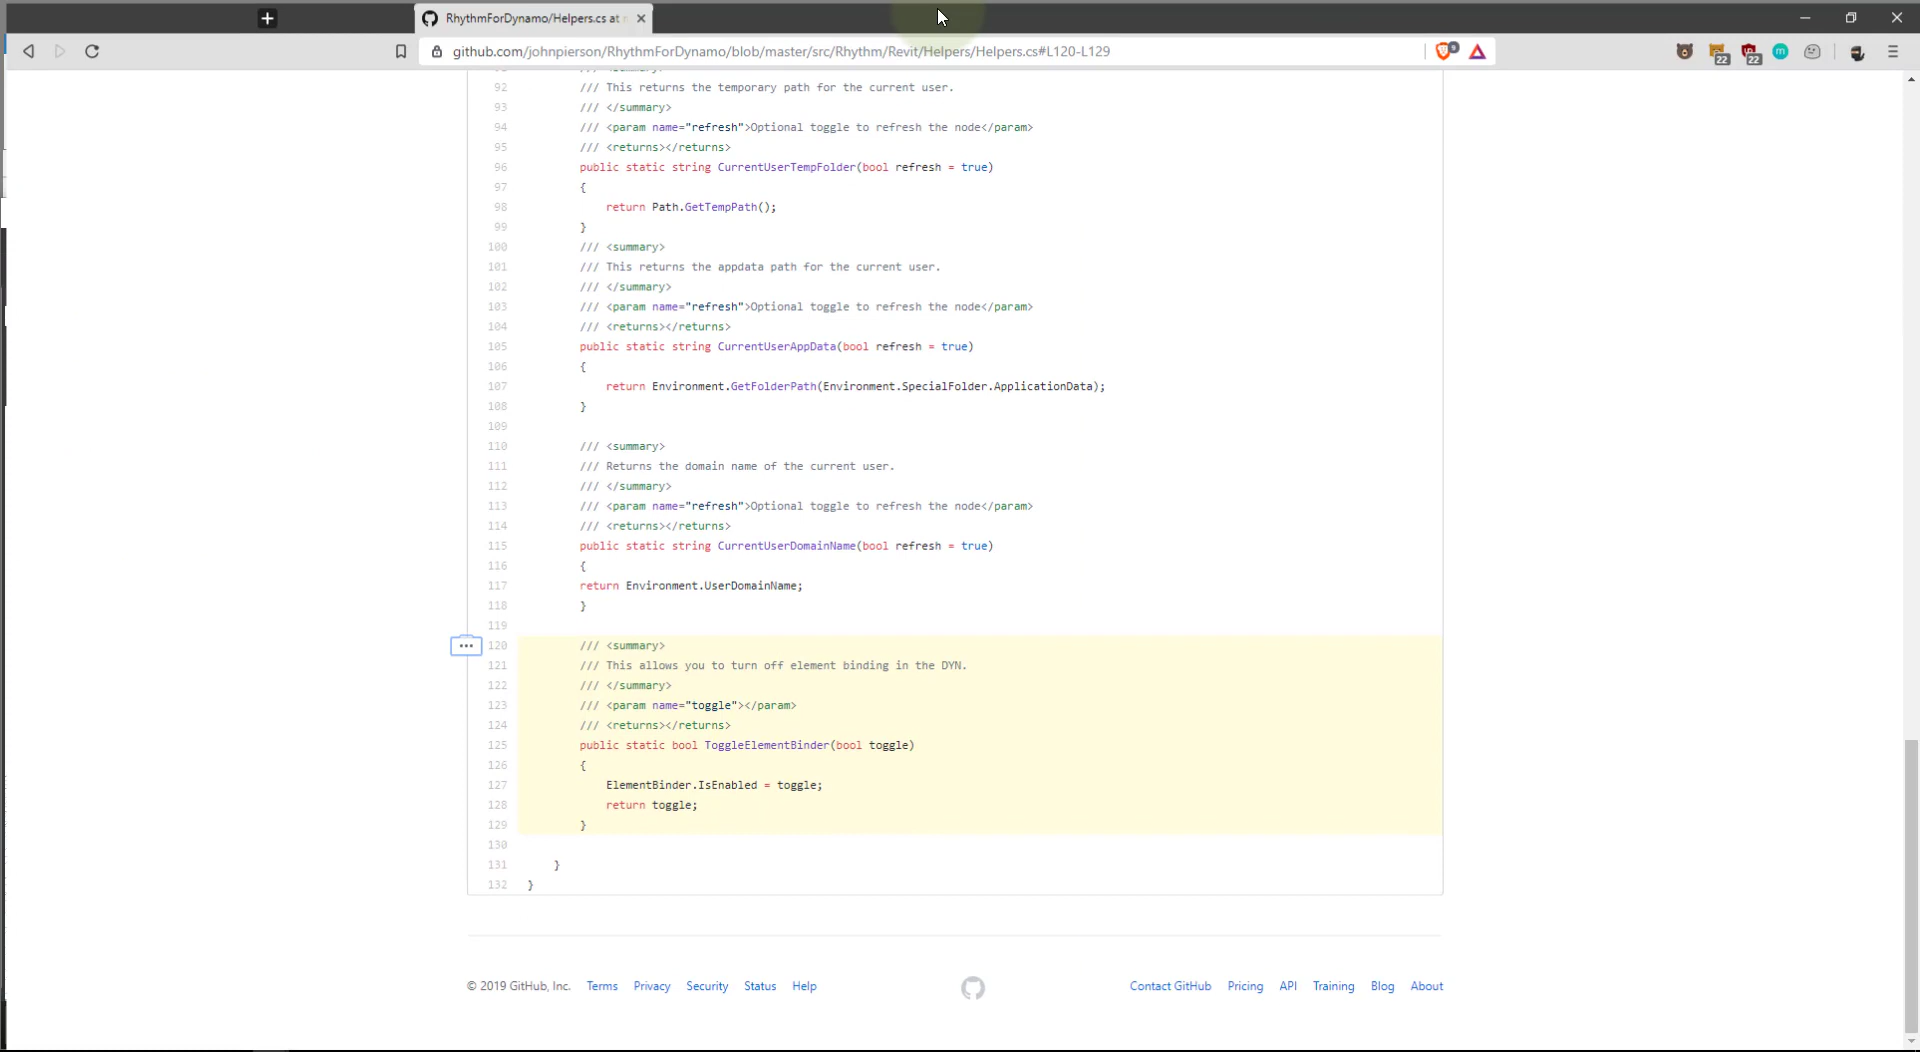 RhythmForDynamo/Helpers.cs at
github.com/johnpierson/RhythmForDynamo/blob/master/src/Rhythm/Revit/Helpers/Helpers.cs#L120-L129
9
22
22
m
/// <summary>
92 /// This returns the temporary path for the current user.
93 /// </summary>
94 /// <param name="refresh">Optional toggle to refresh the node</param>
95 /// <returns></returns>
96 public static string CurrentUserTempFolder(bool refresh = true)
97 {
98 return Path.GetTempPath();
99 }
100 /// <summary>
101 /// This returns the appdata path for the current user.
102 /// </summary>
103 /// <param name="refresh">Optional toggle to refresh the node</param>
104 /// <returns></returns>
105 public static string CurrentUserAppData(bool refresh = true)
106 {
107 return Environment.GetFolderPath(Environment.SpecialFolder.ApplicationData);
108 }
109
110 /// <summary>
111 /// Returns the domain name of the current user.
112 /// </summary>
113 /// <param name="refresh">Optional toggle to refresh the node</param>
114 /// <returns></returns>
115 public static string CurrentUserDomainName(bool refresh = true)
116 {
117 return Environment.UserDomainName;
118 }
119
120 /// <summary>
121 /// This allows you to turn off element binding in the DYN.
122 /// </summary>
123 /// <param name="toggle"></param>
124 /// <returns></returns>
125 public static bool ToggleElementBinder(bool toggle)
126 {
127 ElementBinder.IsEnabled = toggle;
128 return toggle;
129 }
130
131 }
132 }
© 2019 GitHub, Inc. Terms Privacy Security Status Help Contact GitHub Pricing API Training Blog About